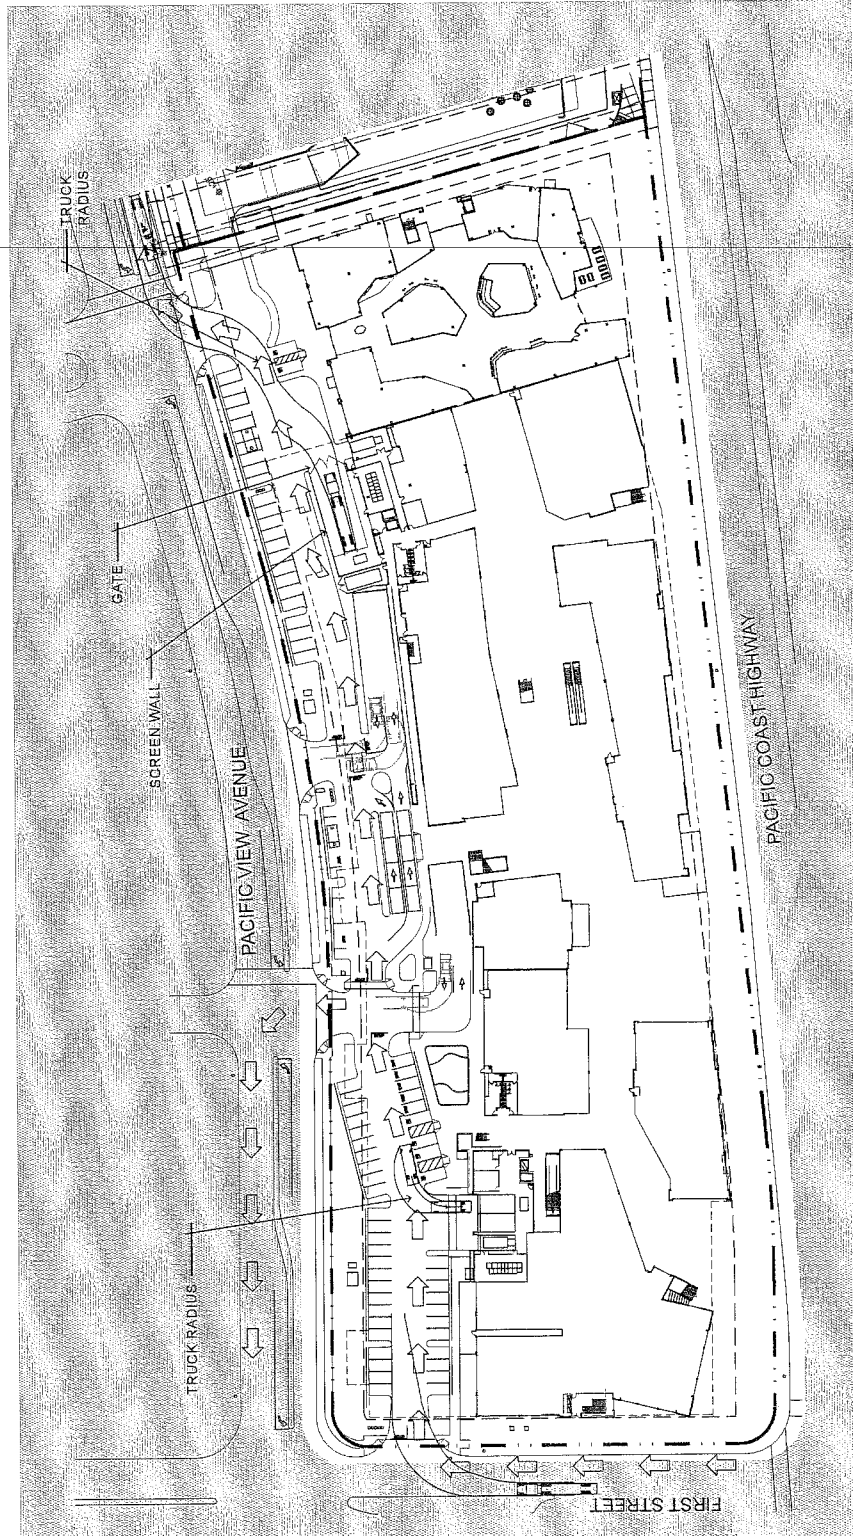 TRUCK
RADIUS
GATE
SCREEN WALL
PACIFIC VIEW AVENUE
PACIFIC COAST HIGHWAY
TRUCK RADIUS
FIRST STREET